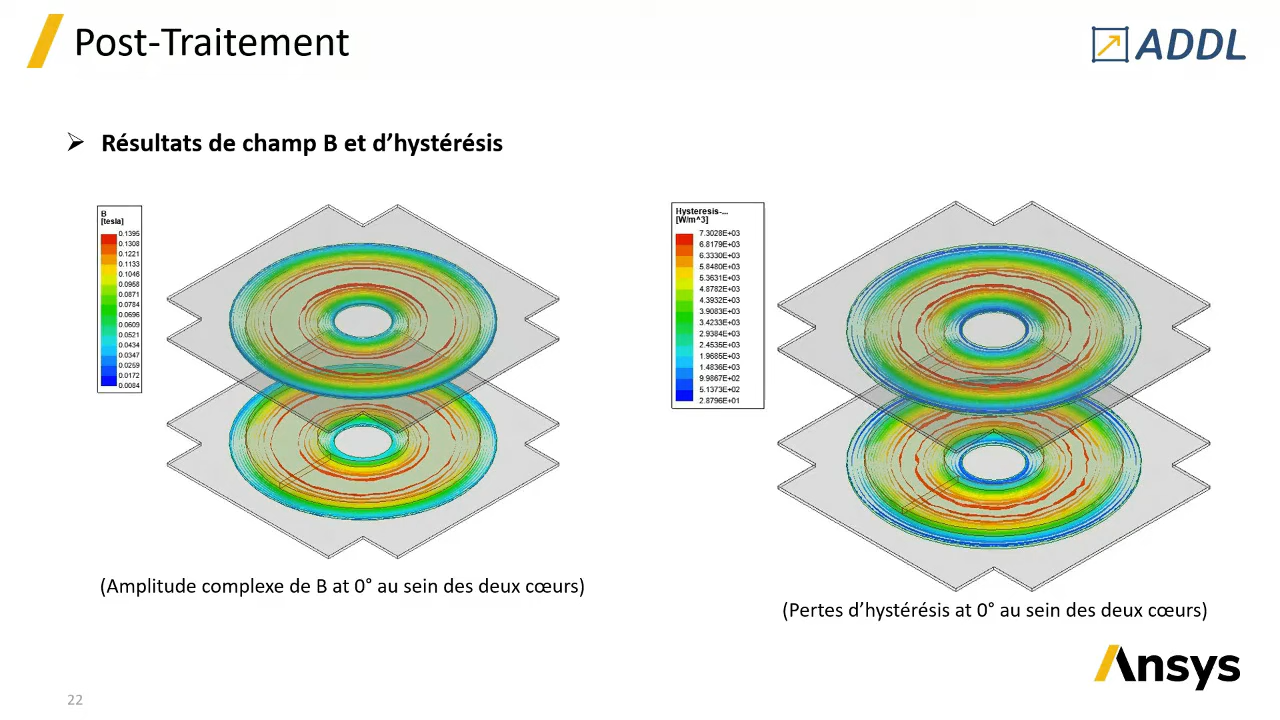 Post-Traitement
ADDL
➢ Résultats de champ B et d’hystérésis
B
[tesla]
0.1395
0.1308
0.1221
0.1133
0.1046
0.0958
0.0871
0.0784
0.0696
0.0609
0.0521
0.0434
0.0347
0.0259
0.0172
0.0084
Hysteresis-...
[W/m^3]
7.3028E+03
6.8179E+03
6.3330E+03
5.8480E+03
5.3631E+03
4.8782E+03
4.3932E+03
3.9083E+03
3.4233E+03
2.9384E+03
2.4535E+03
1.9685E+03
1.4836E+03
9.9867E+02
5.1373E+02
2.8796E+01
(Amplitude complexe de B at 0° au sein des deux cœurs)
(Pertes d’hystérésis at 0° au sein des deux cœurs)
Ansys
22